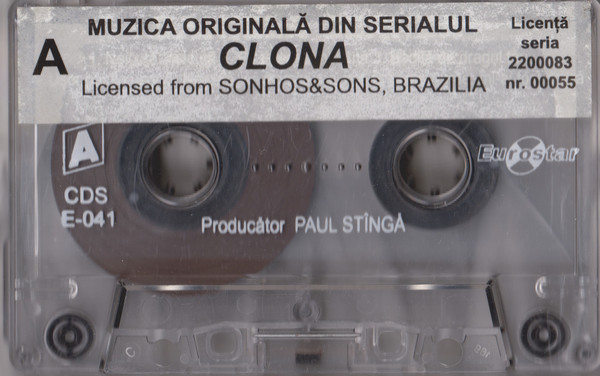 MUZICA ORIGINALĂ DIN SERIALUL
A
CLONA
Licensed from SONHOS&SONS, BRAZILIA
Licență
seria
2200083
nr. 00055
A
CDS
E-041
Eurostar
Producător PAUL STÎNGĂ